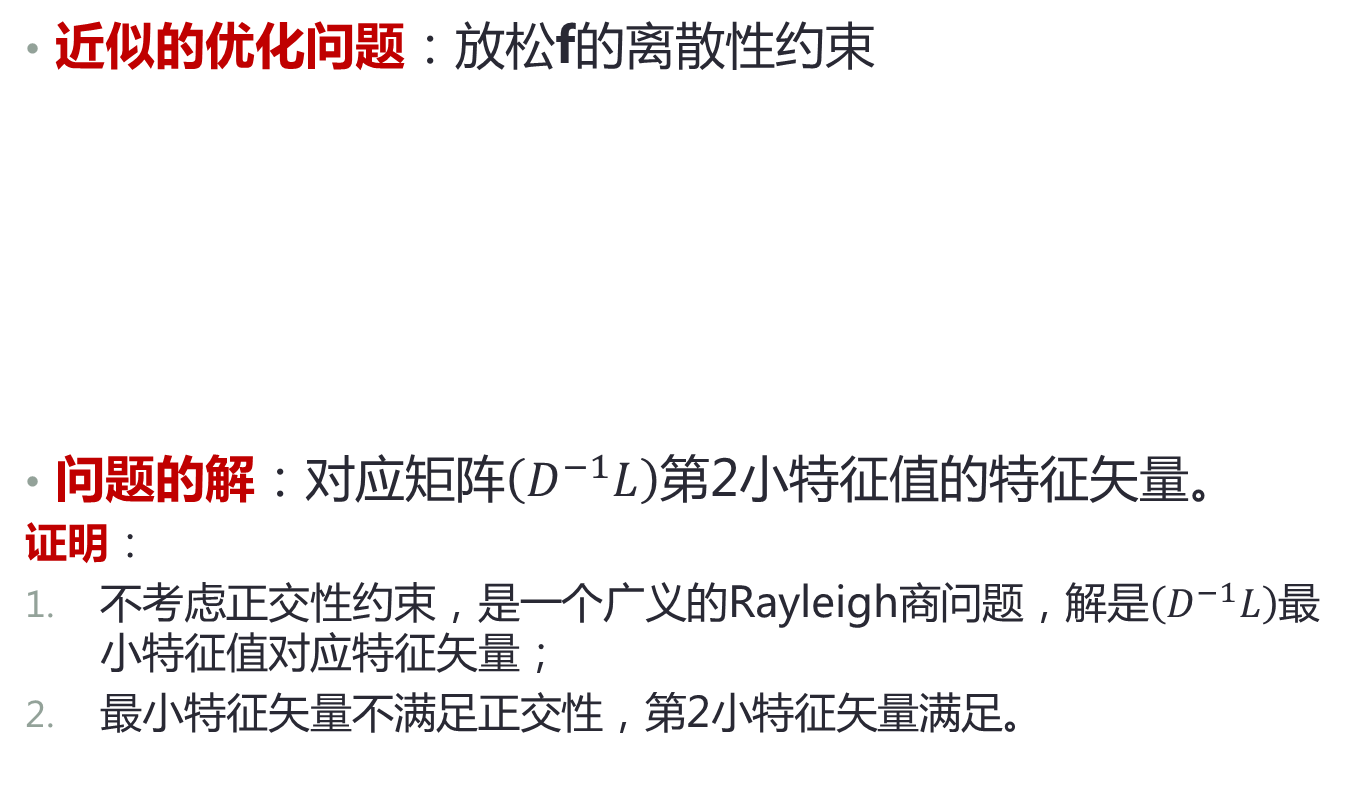 • 近似的优化问题：放松f的离散性约束
• 问题的解：对应矩阵(D⁻¹L)第2小特征值的特征矢量。
证明：
1. 不考虑正交性约束，是一个广义的Rayleigh商问题，解是(D⁻¹L)最
小特征值对应特征矢量；
2. 最小特征矢量不满足正交性，第2小特征矢量满足。